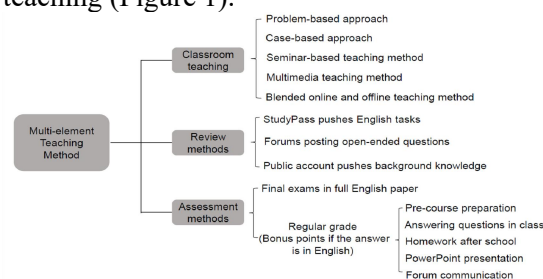 teaching (Figure 1).
Problem-based approach
Case-based approach
Classroom
teaching
Seminar-based teaching method
Multimedia teaching method
Blended online and offline teaching method
Multi-element
Teaching
Method
StudyPass pushes English tasks
Review
methods
Forums posting open-ended questions
Public account pushes background knowledge
Assessment
methods
Final exams in full English paper
Regular grade
(Bonus points if the answer
is in English)
Pre-course preparation
Answering questions in class
Homework after school
PowerPoint presentation
Forum communication